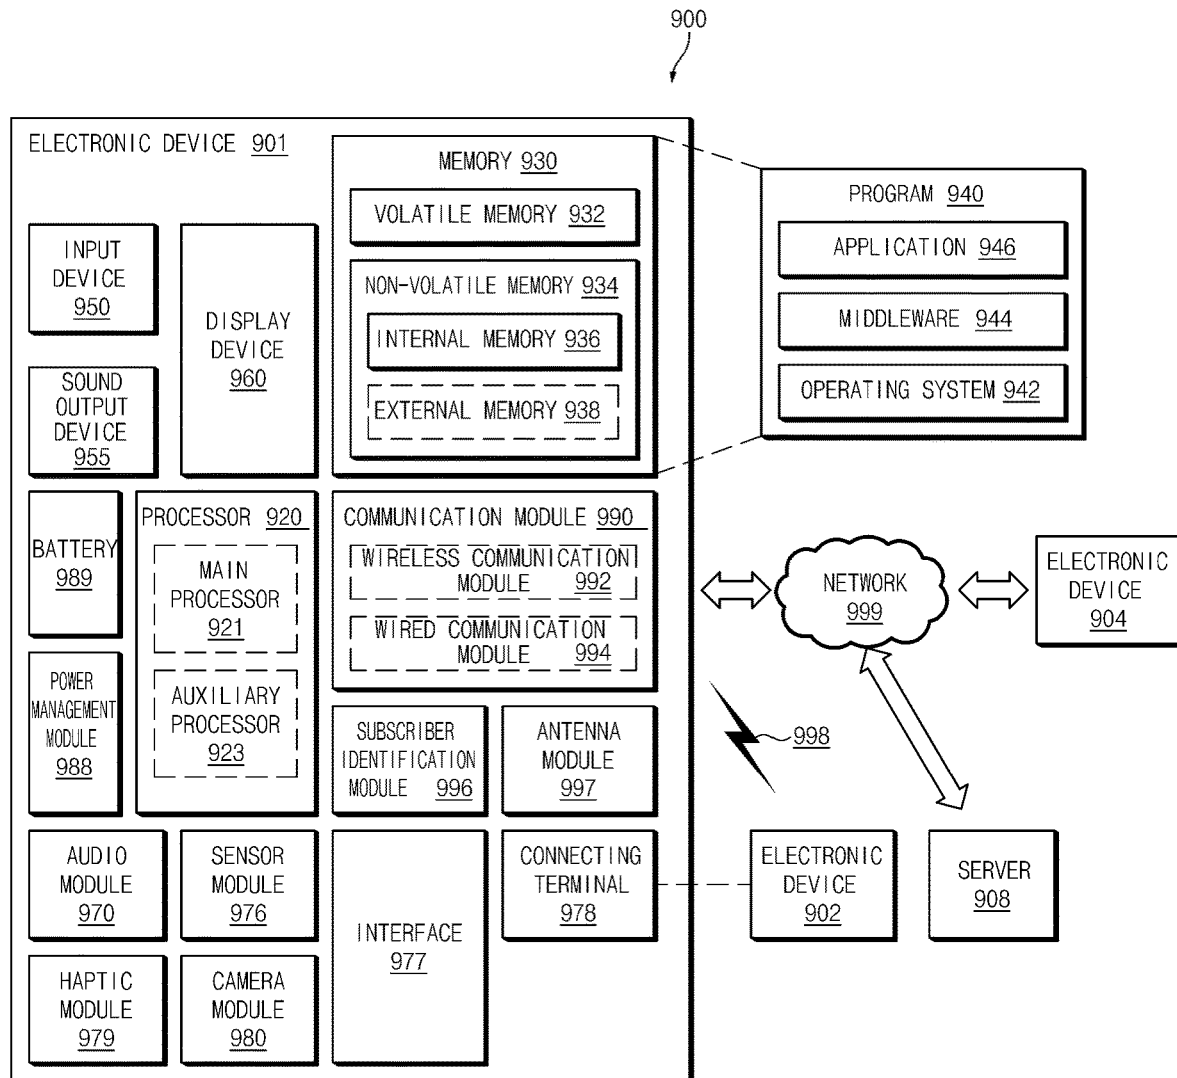 900
ELECTRONIC DEVICE 901
MEMORY 930
VOLATILE MEMORY 932
NON-VOLATILE MEMORY 934
INTERNAL MEMORY 936
EXTERNAL MEMORY 938
PROGRAM 940
APPLICATION 946
MIDDLEWARE 944
OPERATING SYSTEM 942
INPUT
DEVICE
950
DISPLAY
DEVICE
960
SOUND
OUTPUT
DEVICE
955
BATTERY
989
PROCESSOR 920
MAIN
PROCESSOR
921
AUXILIARY
PROCESSOR
923
COMMUNICATION MODULE 990
WIRELESS COMMUNICATION
MODULE 992
WIRED COMMUNICATION
MODULE 994
NETWORK
999
ELECTRONIC
DEVICE
904
POWER
MANAGEMENT
MODULE
988
SUBSCRIBER
IDENTIFICATION
MODULE 996
ANTENNA
MODULE
997
998
AUDIO
MODULE
970
SENSOR
MODULE
976
INTERFACE
977
CONNECTING
TERMINAL
978
ELECTRONIC
DEVICE
902
SERVER
908
HAPTIC
MODULE
979
CAMERA
MODULE
980